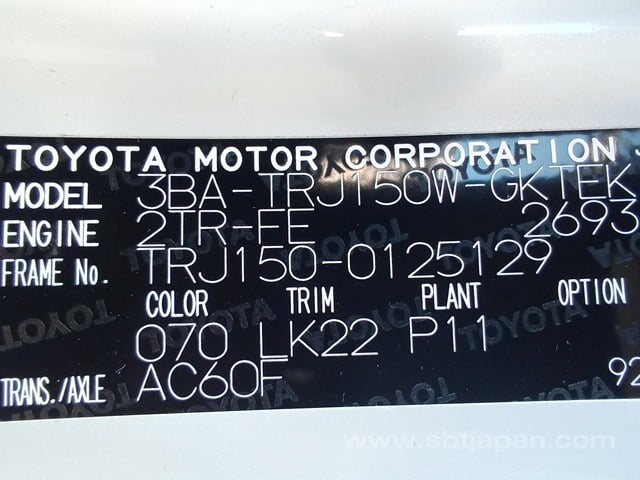 TOYOTA MOTOR CORPORATION J
MODEL 3BA-TRJ150W-GKTEK
ENGINE 2TR-FE 2693
FRAME No. TRJ150-0125129
COLOR TRIM PLANT OPTION
070 LK22 P11
TRANS./AXLE AC60F 92
www.sbtjapan.com